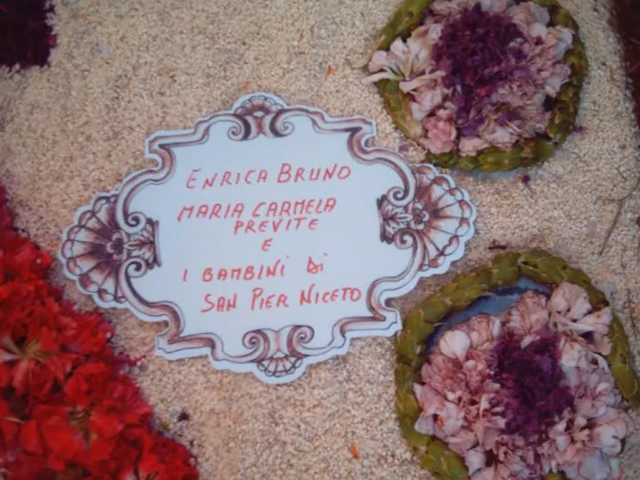 ENRICA BRUNO
MARIA CARMELA
PREVITE
E
I BAMBINI DI
SAN PIER NICETO